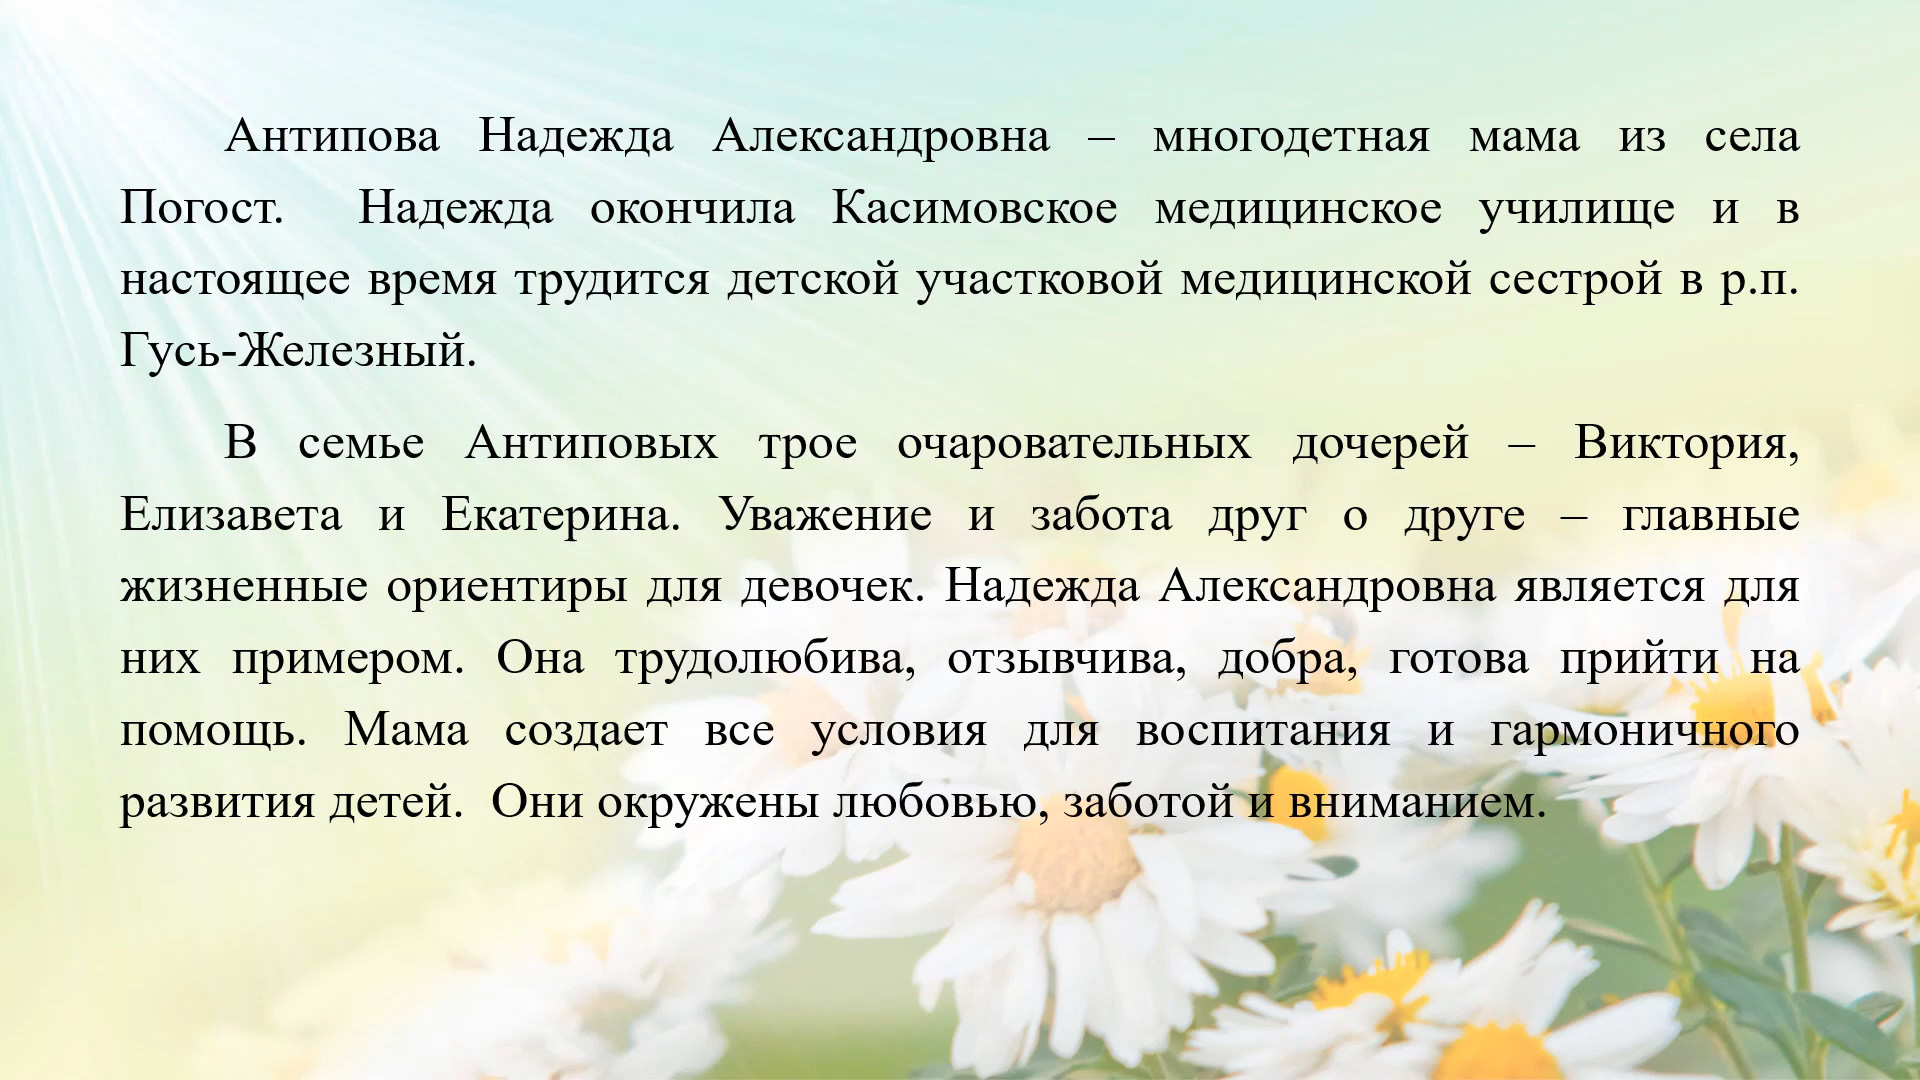 Антипова Надежда Александровна – многодетная мама из села
Погост. Надежда окончила Касимовское медицинское училище и в
настоящее время трудится детской участковой медицинской сестрой в р.п.
Гусь-Железный.
В семье Антиповых трое очаровательных дочерей – Виктория,
Елизавета и Екатерина. Уважение и забота друг о друге – главные
жизненные ориентиры для девочек. Надежда Александровна является для
них примером. Она трудолюбива, отзывчива, добра, готова прийти на
помощь. Мама создает все условия для воспитания и гармоничного
развития детей. Они окружены любовью, заботой и вниманием.